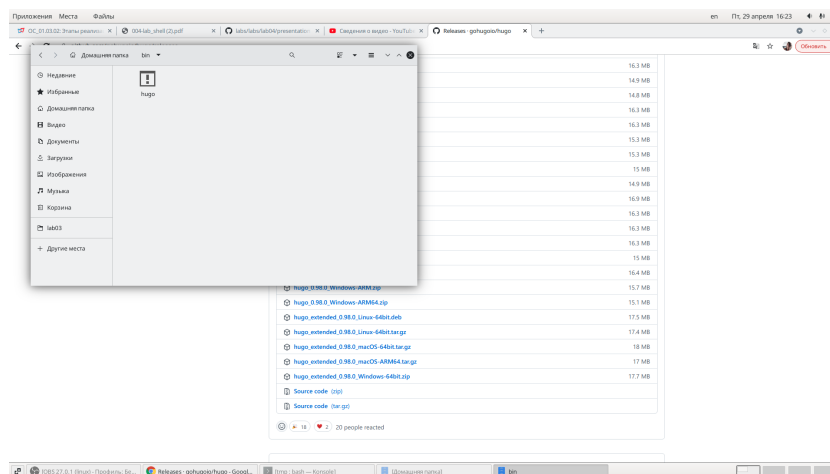 Приложения Места Файлы
en Пт, 29 апреля 16:23
ОС_01.03.02: Этапы реализа
004-lab_shell (2).pdf
labs/labs/lab04/presentation
Сведения о видео - YouTube
Releases · gohugoio/hugo
Обновить
Домашняя папка bin
Недавние
Избранные
Домашняя папка
Видео
Документы
Загрузки
Изображения
Музыка
Корзина
lab03
Другие места
hugo
16.3 MB
14.9 MB
14.8 MB
16.3 MB
16.3 MB
15.3 MB
15.3 MB
15 MB
14.9 MB
16.9 MB
16.3 MB
16.3 MB
16.3 MB
15 MB
16.4 MB
hugo_0.98.0_Windows-ARM.zip 15.7 MB
hugo_0.98.0_Windows-ARM64.zip 15.1 MB
hugo_extended_0.98.0_Linux-64bit.deb 17.5 MB
hugo_extended_0.98.0_Linux-64bit.tar.gz 17.4 MB
hugo_extended_0.98.0_macOS-64bit.tar.gz 18 MB
hugo_extended_0.98.0_macOS-ARM64.tar.gz 17 MB
hugo_extended_0.98.0_Windows-64bit.zip 17.7 MB
Source code (zip)
Source code (tar.gz)
18 2 20 people reacted
[OBS 27.0.1 (linux) - Профиль: Бе...
Releases · gohugoio/hugo - Googl...
[tmp : bash — Konsole]
[Домашняя папка]
bin